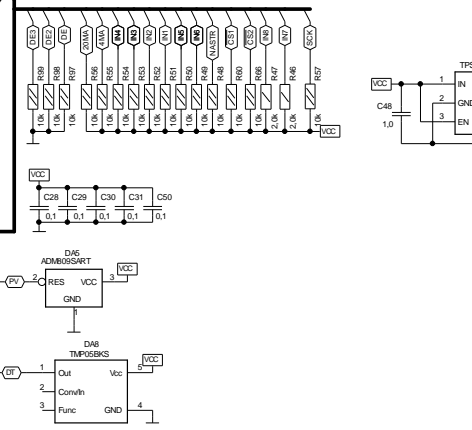 DE3 DE2 DE 20MA 4MA IN4 IN3 IN2 IN1 IN5 IN6 NASTR CS1 CS2 IN8 IN7 SCK
R99 R98 R97 R56 R55 R54 R53 R52 R51 R50 R49 R48 R60 R66 R47 R46 R57
10k 10k 10k 10k 10k 10k 10k 10k 10k 10k 10k 10k 10k 10k 2,0k 2,0k 10k
VCC
VCC
C48
1,0
1 IN
2 GND
3 EN
VCC
C28 C29 C30 C31 C50
0,1 0,1 0,1 0,1 0,1
DA5
ADM809SART
PV 2 RES VCC 3 VCC
GND
1
DA8
TMP05BKS
DT 1 Out Vcc 5 VCC
2 Conv/In
3 Func GND 4